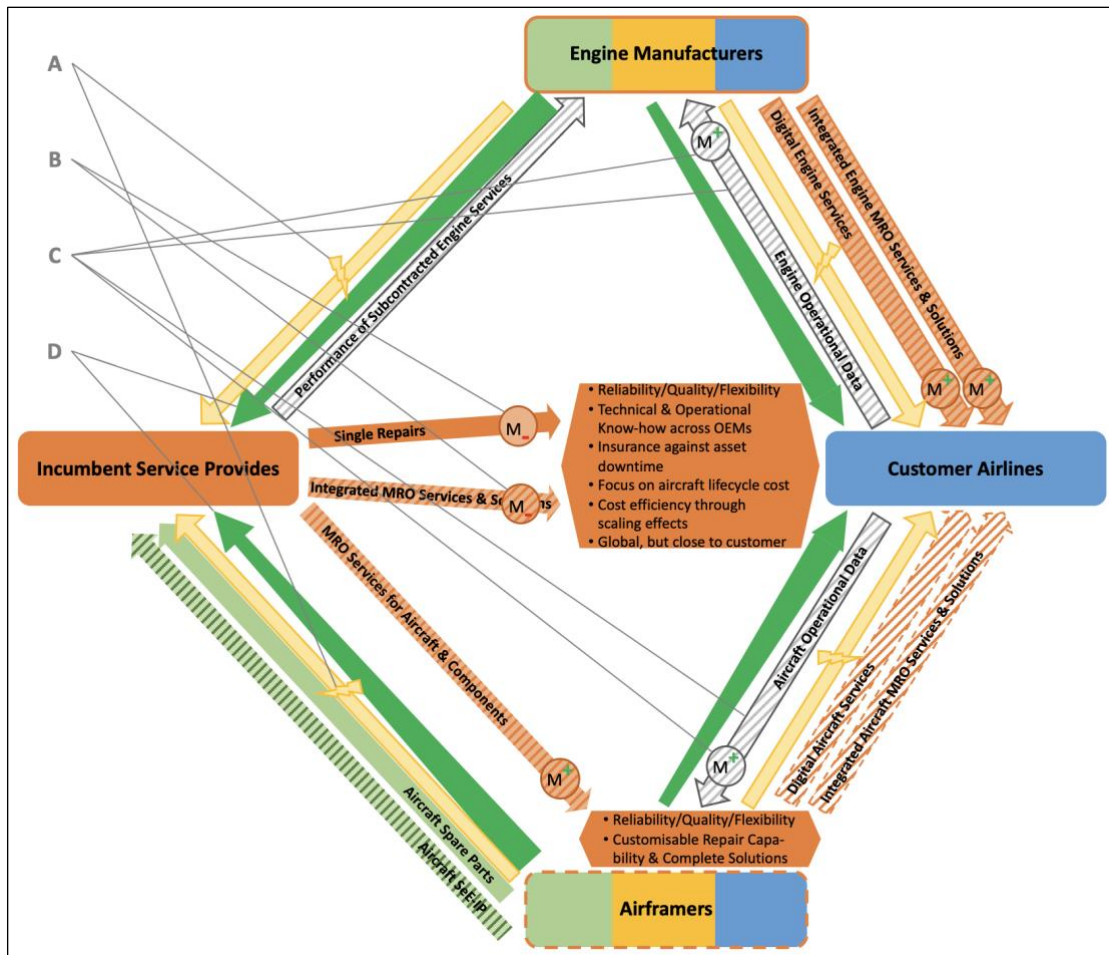 Engine Manufacturers
A
B
C
D
Performance of Subcontracted Engine Services
M+
Engine Operational Data
Digital Engine Services
Integrated Engine MRO Services & Solutions
M+
M+
Single Repairs
M-
Integrated MRO Services & Solutions
M-
• Reliability/Quality/Flexibility
• Technical & Operational
Know-how across OEMs
• Insurance against asset
downtime
• Focus on aircraft lifecycle cost
• Cost efficiency through
scaling effects
• Global, but close to customer
Incumbent Service Provides
Customer Airlines
MRO Services for Aircraft & Components
M+
Aircraft Operational Data
M+
Digital Aircraft Services
Integrated Aircraft MRO Services & Solutions
Aircraft Spare Parts
Aircraft SeE-IP
• Reliability/Quality/Flexibility
• Customisable Repair Capa-
bility & Complete Solutions
Airframers